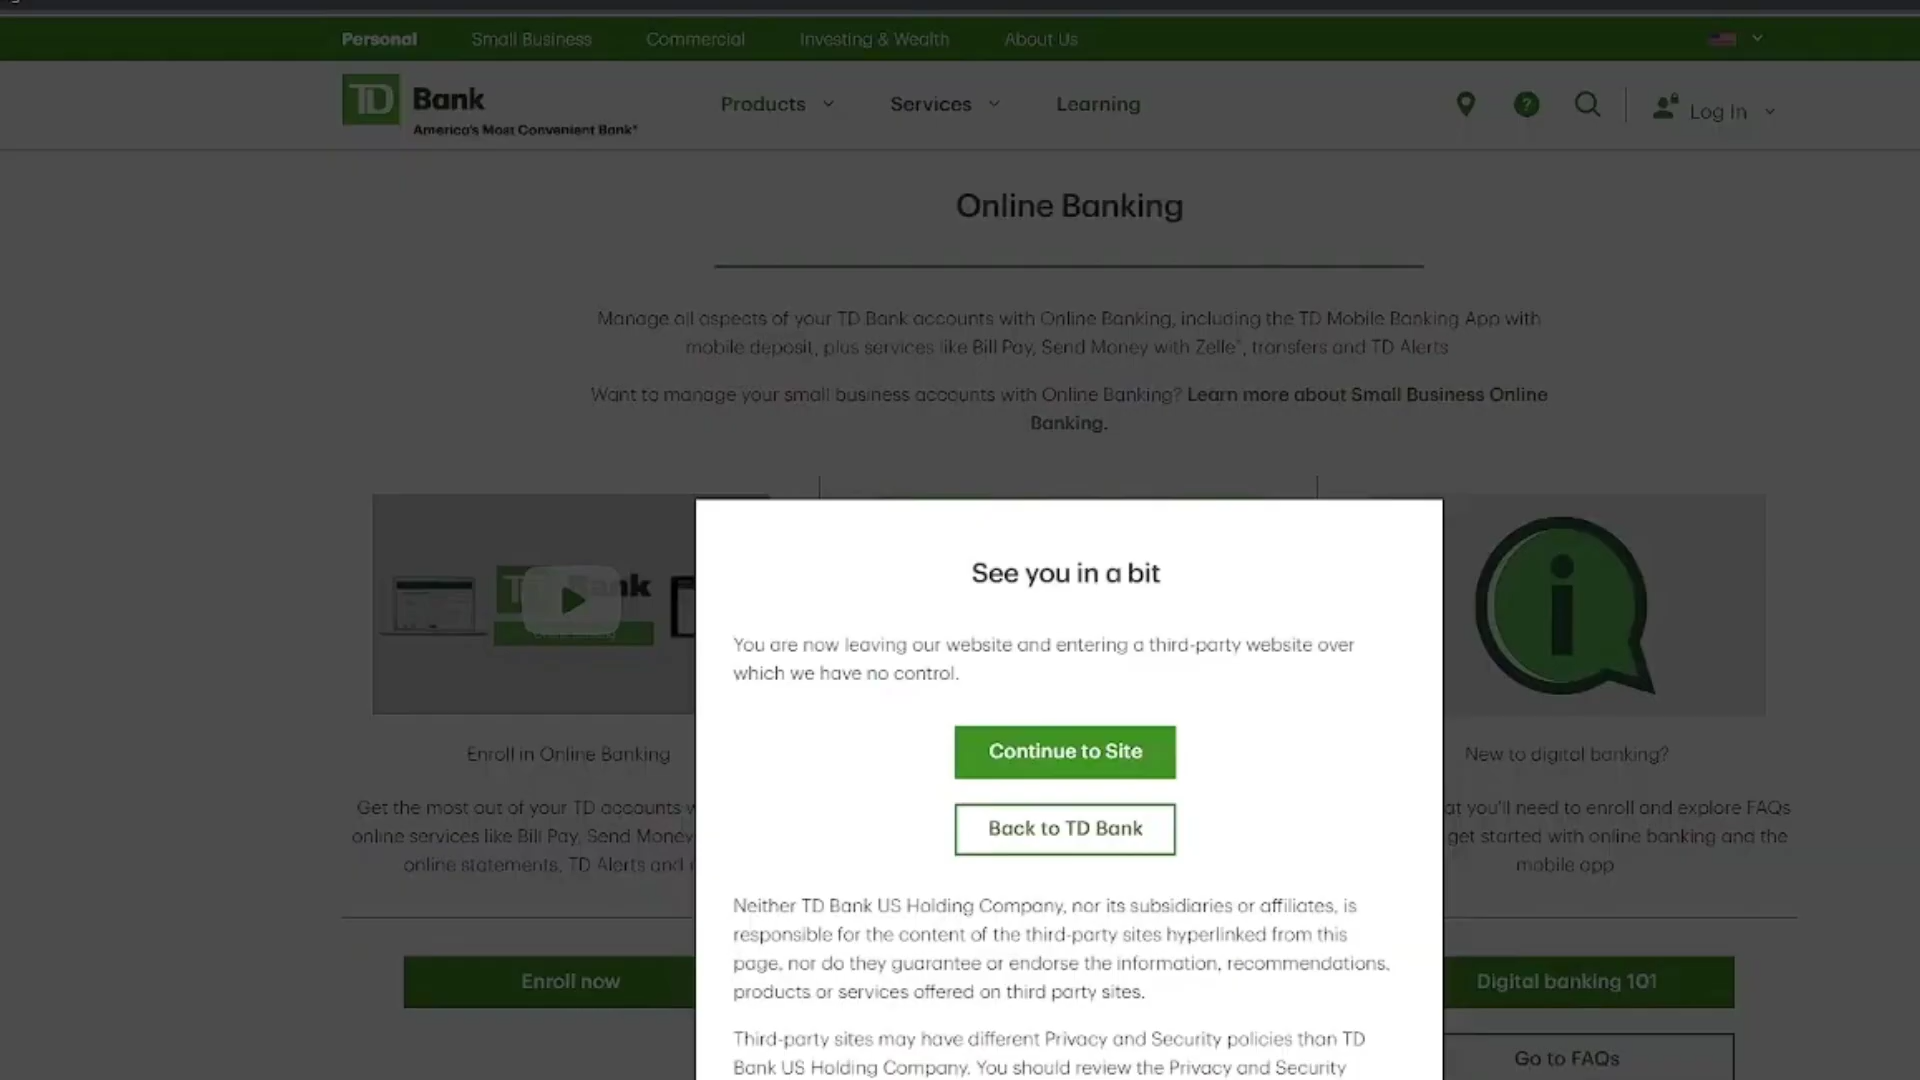 Personal
Small Business
Commercial
Investing & Wealth
About Us
TD Bank
America's Most Convenient Bank®
Products
Services
Learning
?
Log In
Online Banking
Manage all aspects of your TD Bank accounts with Online Banking, including the TD Mobile Banking App with
mobile deposit, plus services like Bill Pay, Send Money with Zelle®, transfers and TD Alerts
Want to manage your small business accounts with Online Banking? Learn more about Small Business Online
Banking.
See you in a bit
You are now leaving our website and entering a third-party website over
which we have no control.
Continue to Site
Back to TD Bank
Neither TD Bank US Holding Company, nor its subsidiaries or affiliates, is
responsible for the content of the third-party sites hyperlinked from this
page, nor do they guarantee or endorse the information, recommendations,
products or services offered on third party sites.
Third-party sites may have different Privacy and Security policies than TD
Bank US Holding Company. You should review the Privacy and Security
Enroll in Online Banking
Get the most out of your TD accounts
online services like Bill Pay, Send Money
online statements, TD Alerts and
Enroll now
New to digital banking?
you'll need to enroll and explore FAQs
get started with online banking and the
mobile app
Digital banking 101
Go to FAQs